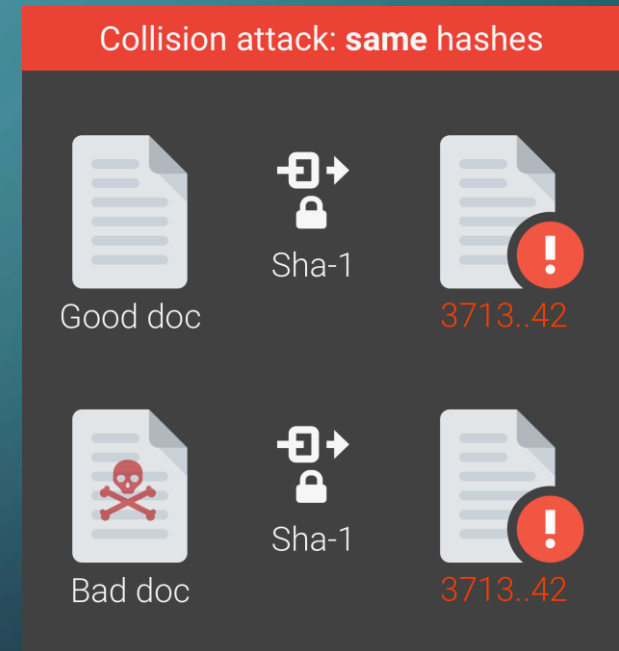 Collision attack: same hashes
Sha-1
Good doc
3713..42
Sha-1
Bad doc
3713..42